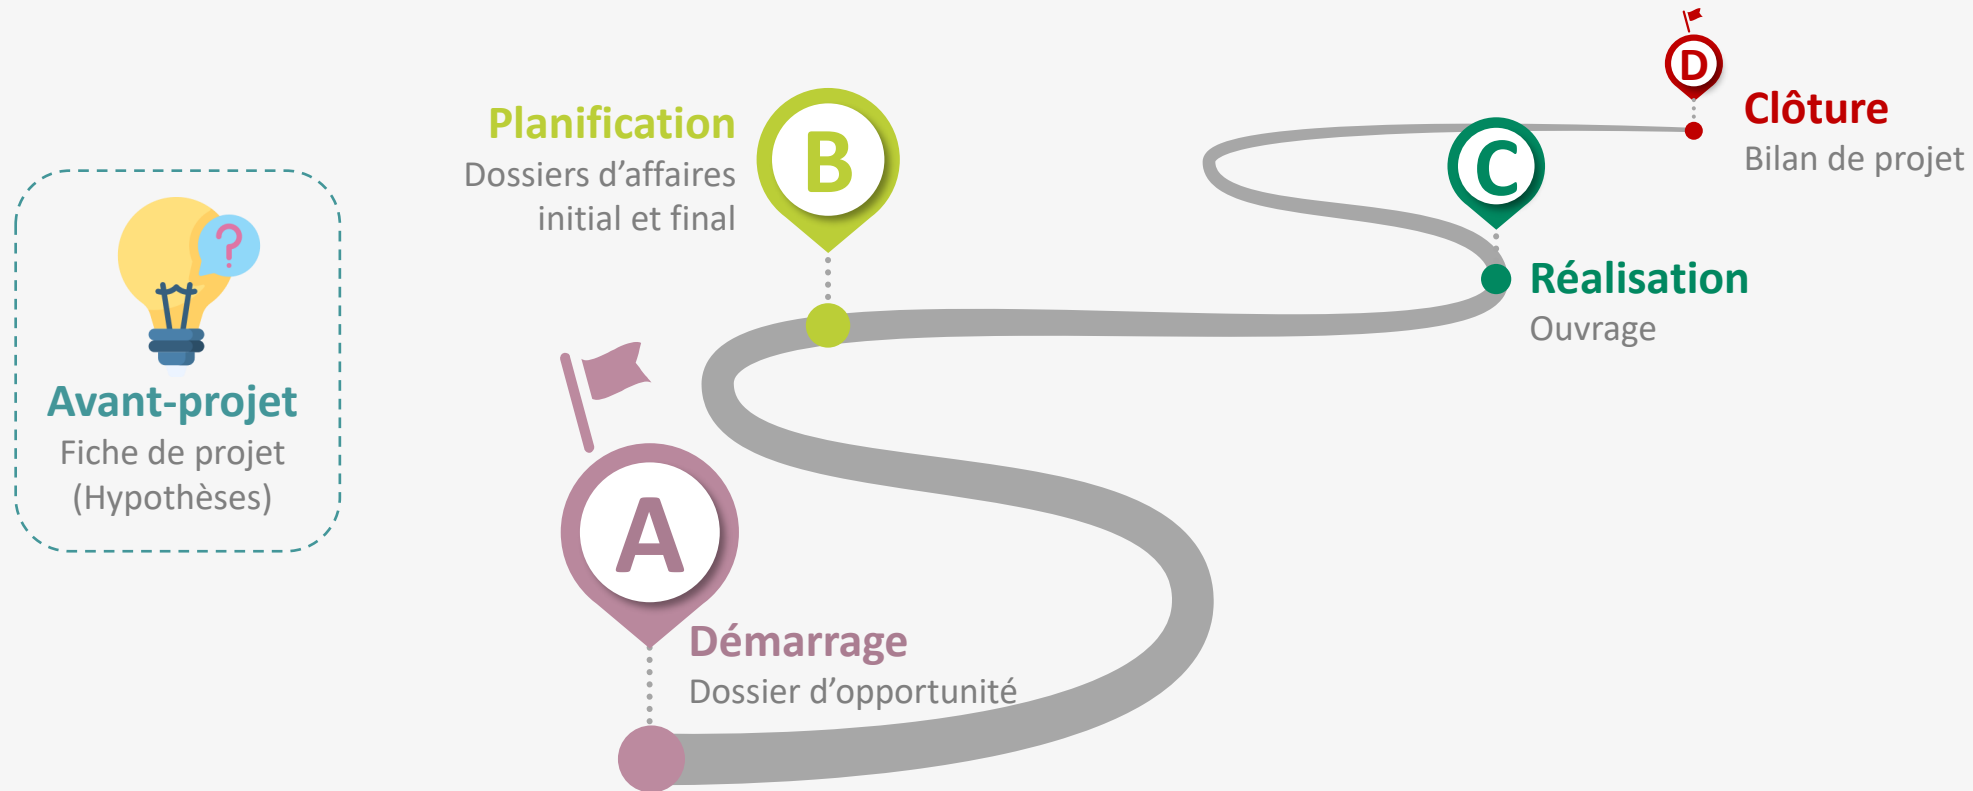 Avant-projet
Fiche de projet
(Hypothèses)
?
A
Démarrage
Dossier d’opportunité
B
Planification
Dossiers d’affaires
initial et final
C
Réalisation
Ouvrage
D
Clôture
Bilan de projet